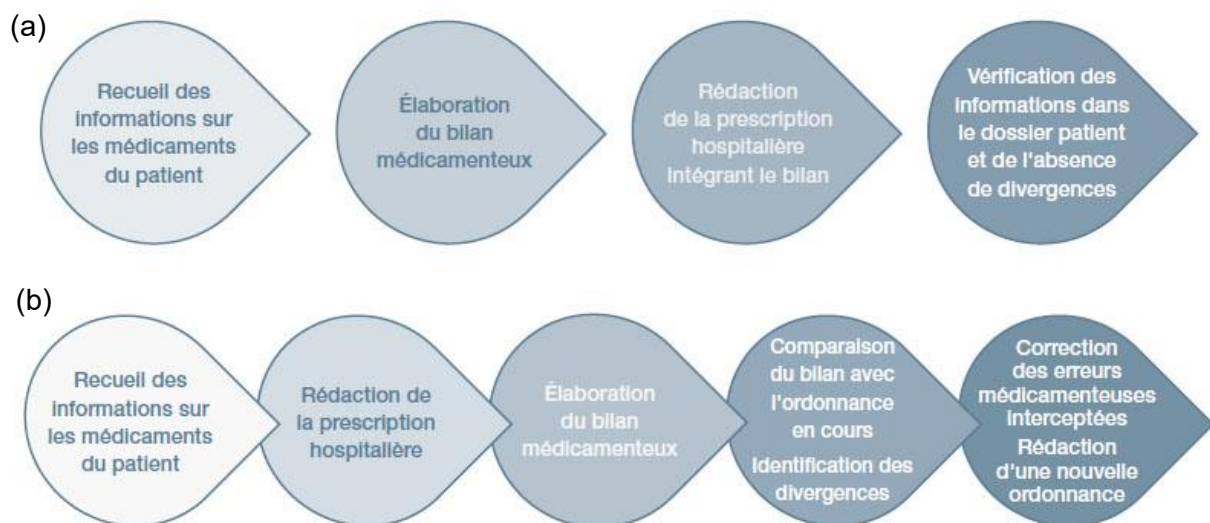 (a)
Recueil des
informations sur
les médicaments
du patient
Élaboration
du bilan
médicamenteux
Rédaction
de la prescription
hospitalière
intégrant le bilan
Vérification des
informations dans
le dossier patient
et de l'absence
de divergences
(b)
Recueil des
informations sur
les médicaments
du patient
Rédaction de
la prescription
hospitalière
Élaboration
du bilan
médicamenteux
Comparaison
du bilan avec
l'ordonnance
en cours
Identification des
divergences
Correction
des erreurs
médicamenteuses
interceptées
Rédaction
d'une nouvelle
ordonnance